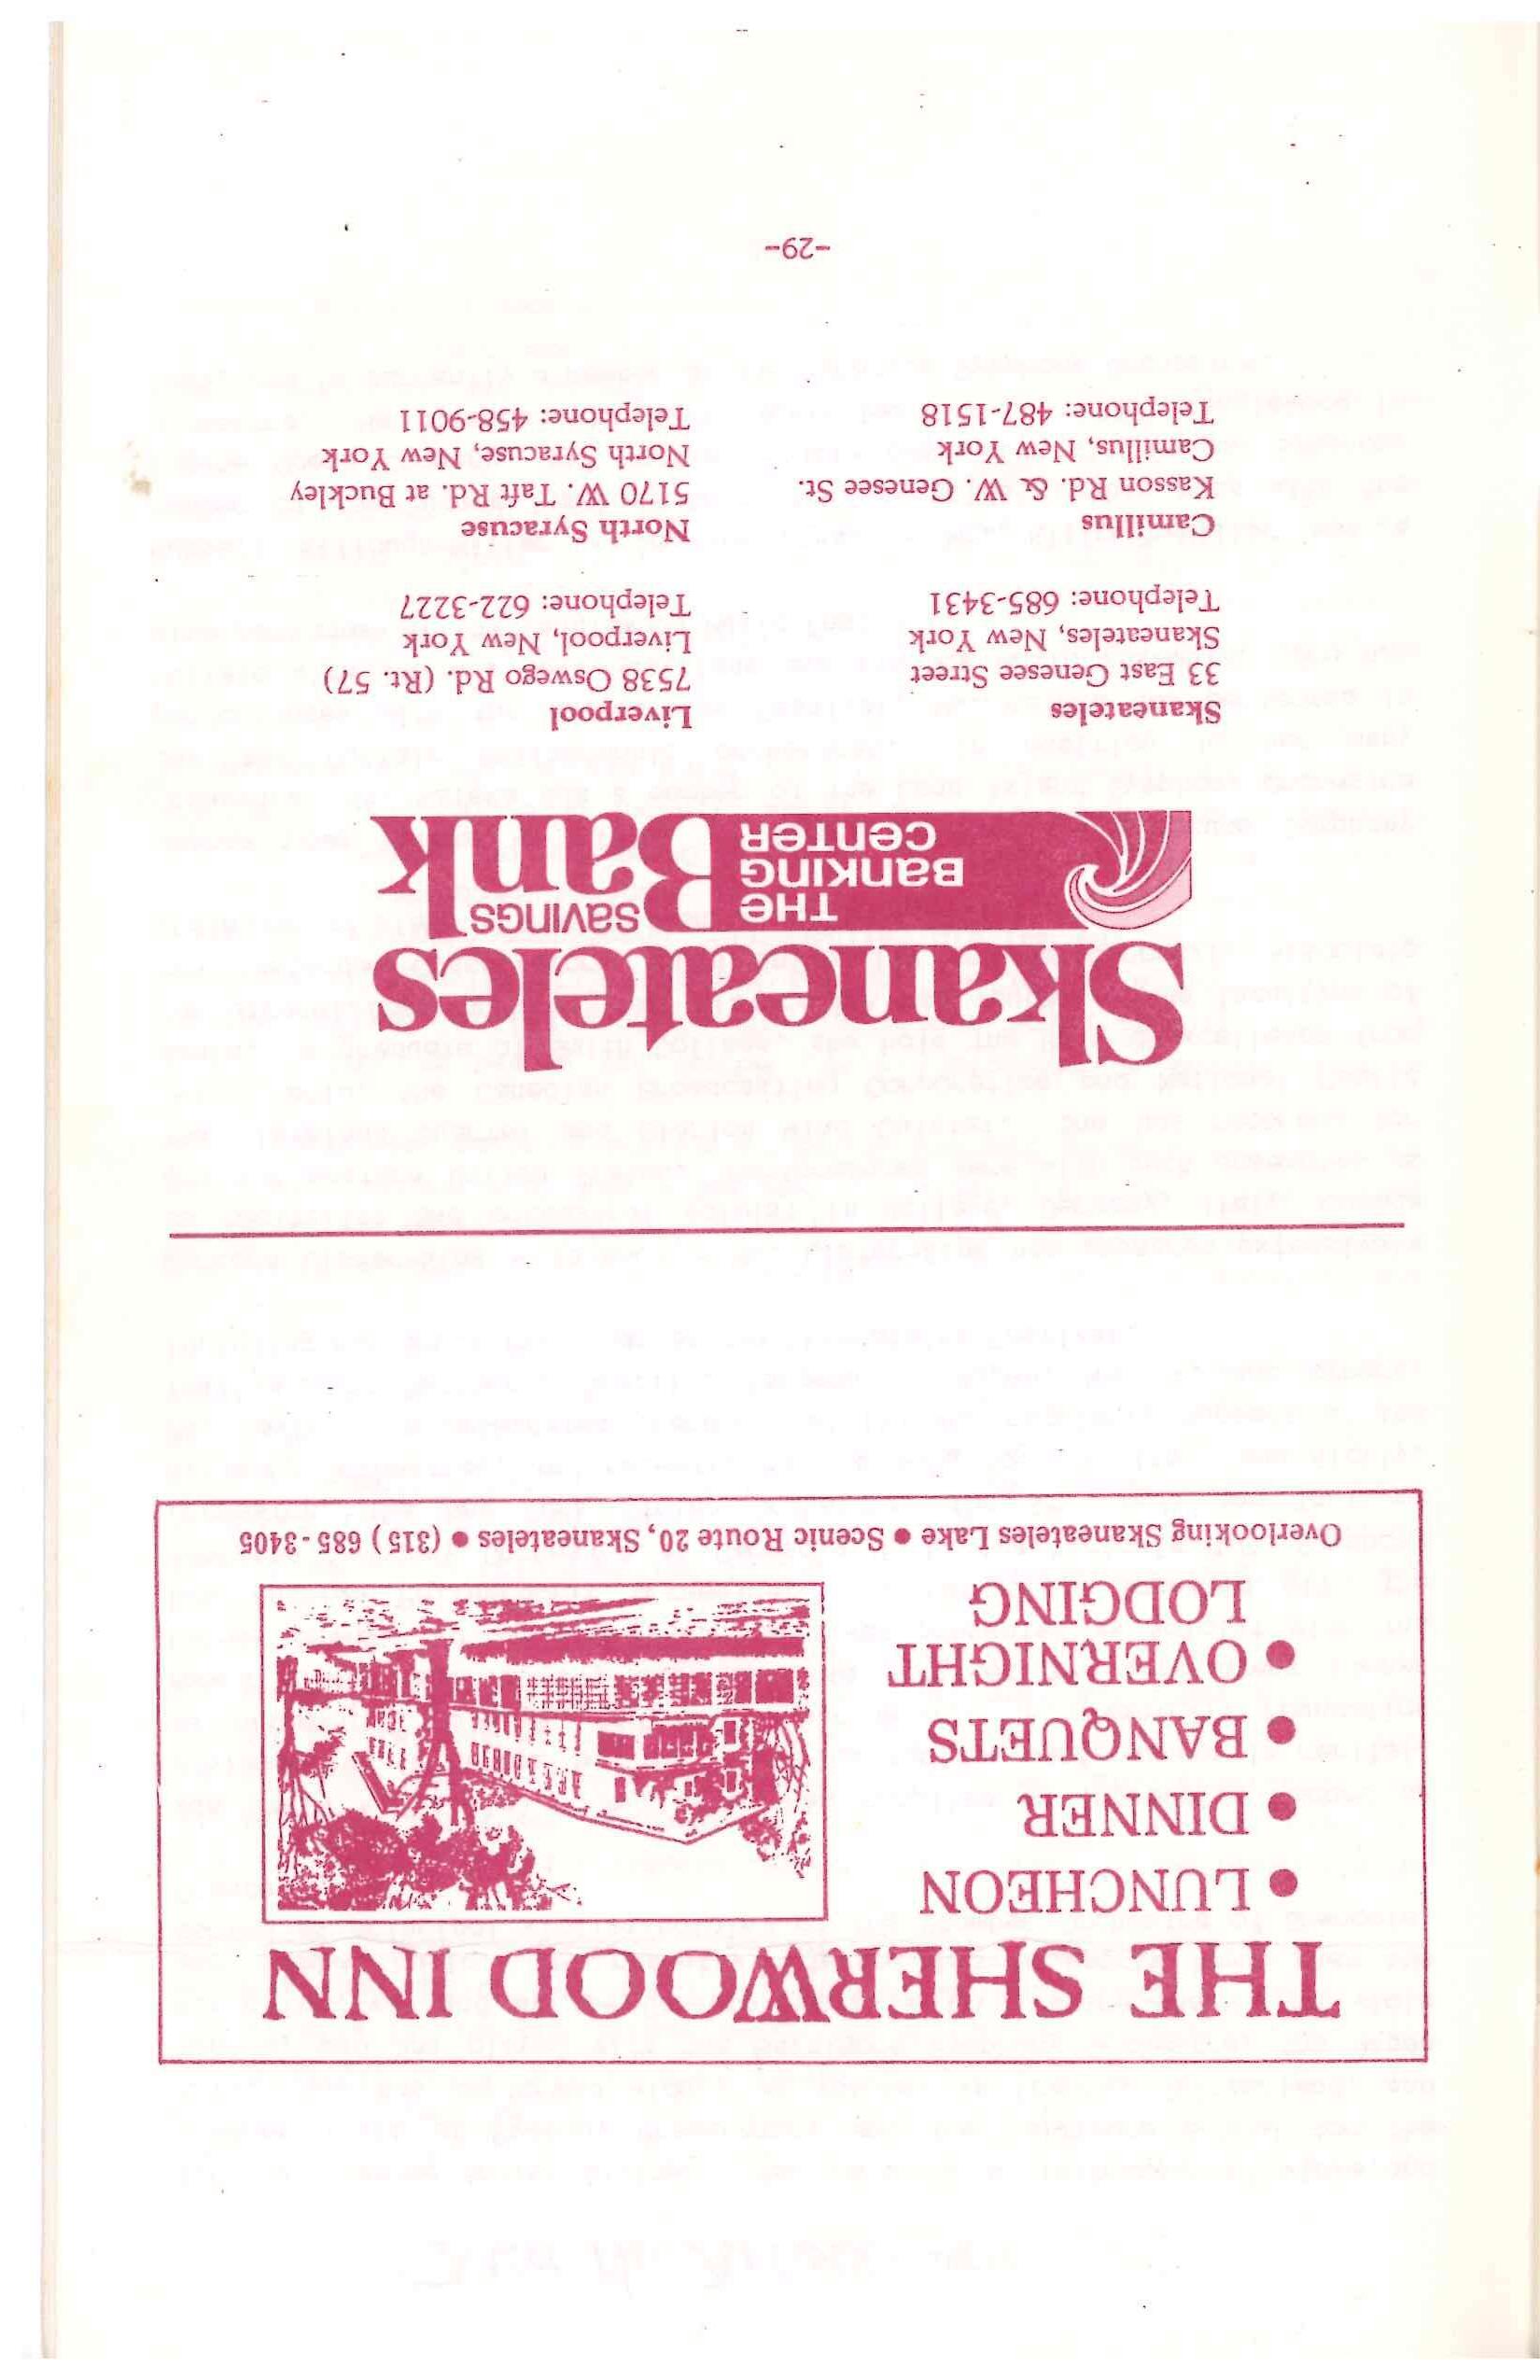 THE SHERWOOD INN
• LUNCHEON
• DINNER
• BANQUETS
• OVERNIGHT
LODGING
Overlooking Skaneateles Lake • Scenic Route 20, Skaneateles • (315) 685-3405
Skaneateles
THE
BANKING
CENTER
SAVINGS
Bank
Skaneateles
33 East Genesee Street
Skaneateles, New York
Telephone: 685-3431
Liverpool
7538 Oswego Rd. (Rt. 57)
Liverpool, New York
Telephone: 622-3227
Camillus
Kasson Rd. & W. Genesee St.
Camillus, New York
Telephone: 487-1518
North Syracuse
5170 W. Taft Rd. at Buckley
North Syracuse, New York
Telephone: 458-9011
-29-